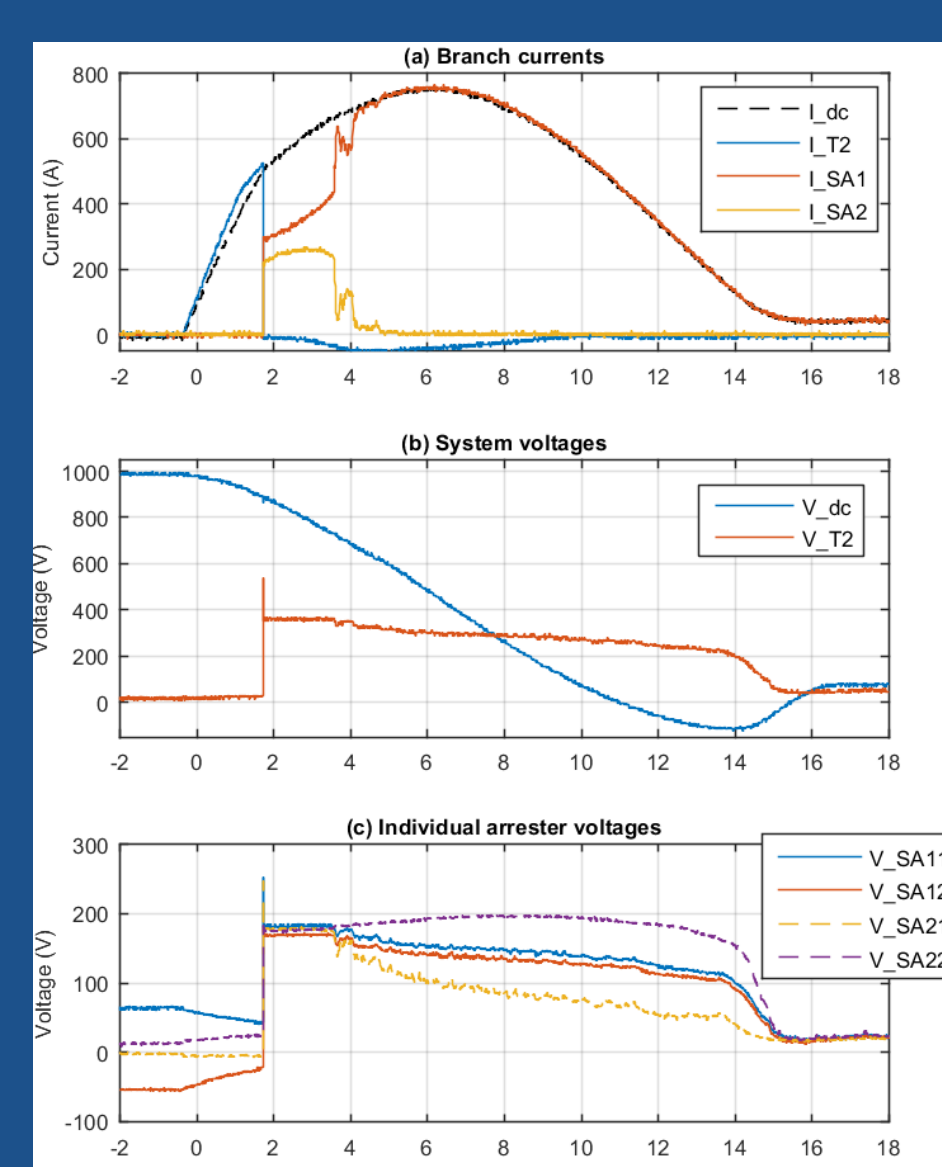 (a) Branch currents
800
600
400
200
0
Current (A)
I_dc
I_T2
I_SA1
I_SA2
-2 0 2 4 6 8 10 12 14 16 18
(b) System voltages
1000
800
600
400
200
0
Voltage (V)
V_dc
V_T2
-2 0 2 4 6 8 10 12 14 16 18
(c) Individual arrester voltages
300
200
100
0
-100
Voltage (V)
V_SA11
V_SA12
V_SA21
V_SA22
-2 0 2 4 6 8 10 12 14 16 18